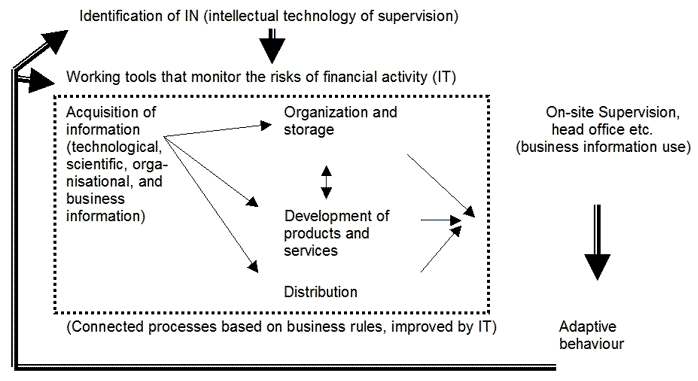 Identification of IN (intellectual technology of supervision)
Working tools that monitor the risks of financial activity (IT)
Acquisition of
information
(technological,
scientific, orga-
nisational, and
business
information)
Organization and
storage
Development of
products and
services
Distribution
On-site Supervision,
head office etc.
(business information use)
(Connected processes based on business rules, improved by IT)
Adaptive
behaviour